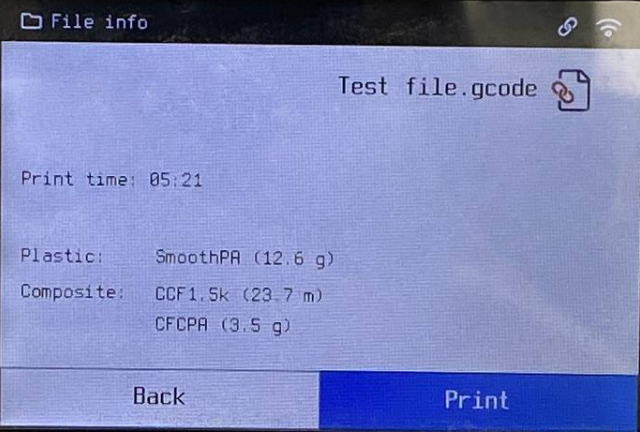 File info
Test file.gcode
Print time: 05:21
Plastic: SmoothPA (12.6 g)
Composite: CCF1.5k (23.7 m)
CFCPA (3.5 g)
Back Print